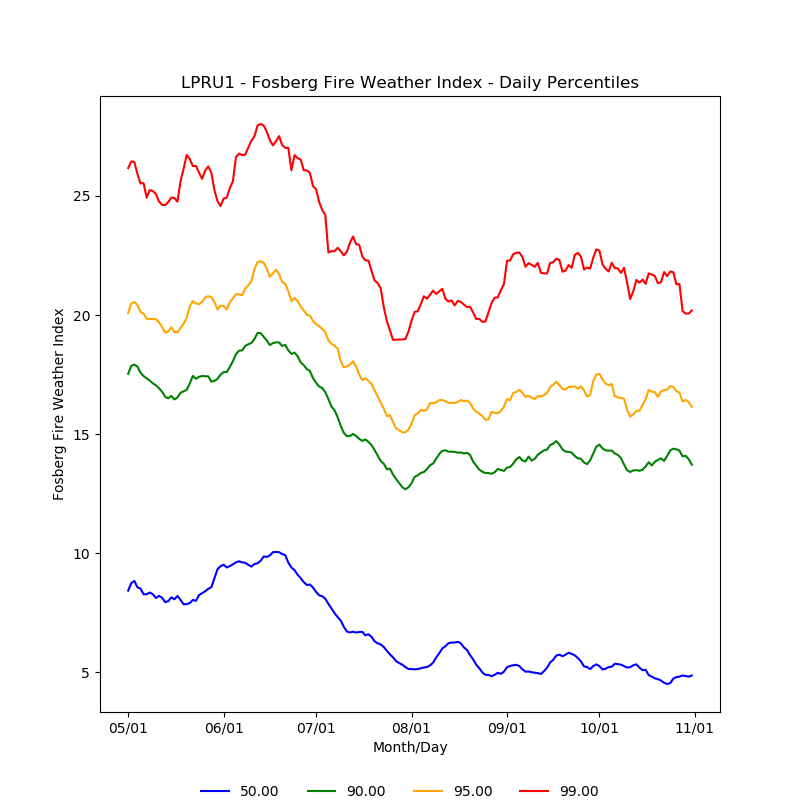 LPRU1 - Fosberg Fire Weather Index - Daily Percentiles
25
20
15
10
5
Fosberg Fire Weather Index
05/01 06/01 07/01 08/01 09/01 10/01 11/01
Month/Day
50.00 90.00 95.00 99.00